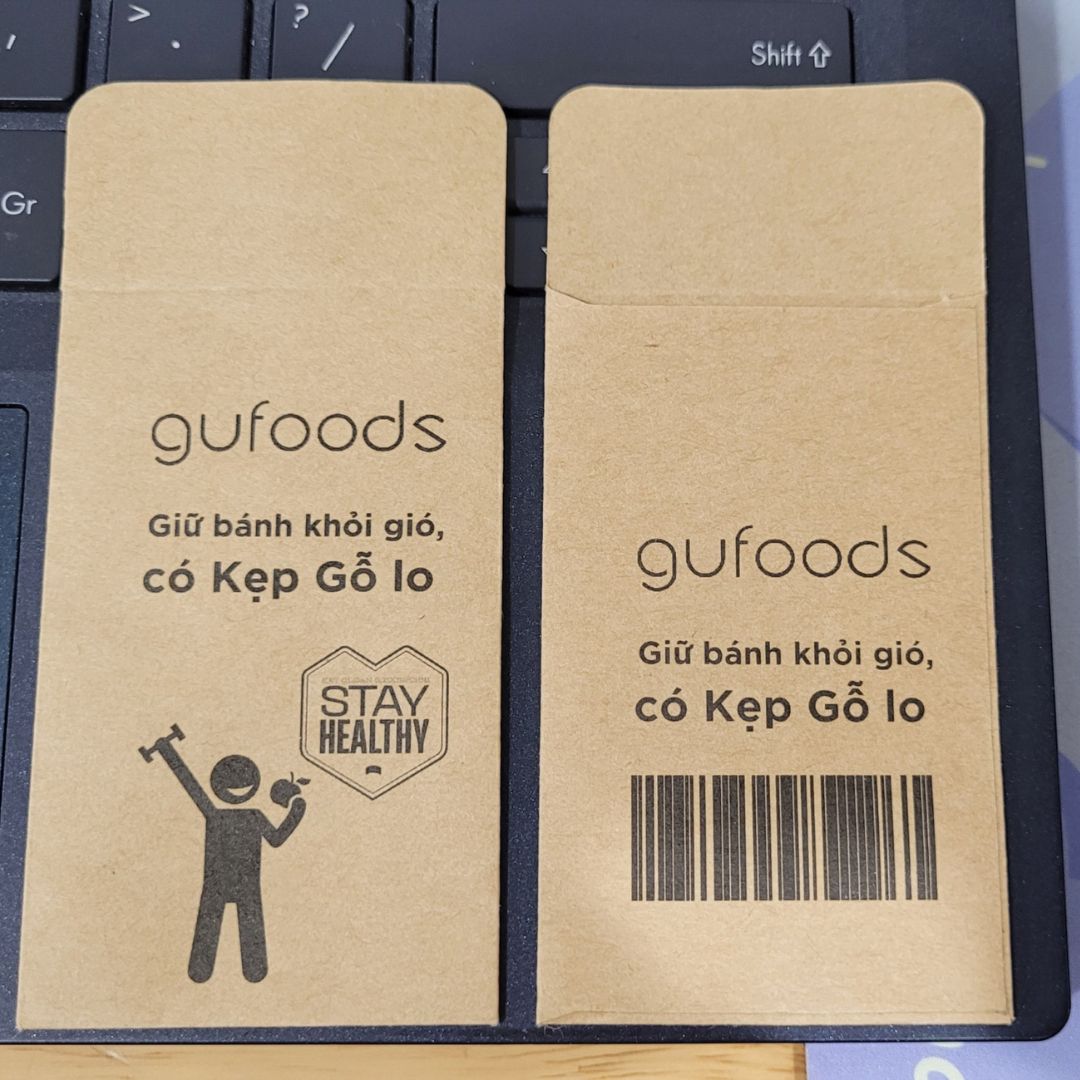 >
.
?
/
Shift
Gr
gufoods
Giữ bánh khỏi gió,
có Kẹp Gỗ lo
STAY
HEALTHY
gufoods
Giữ bánh khỏi gió,
có Kẹp Gỗ lo